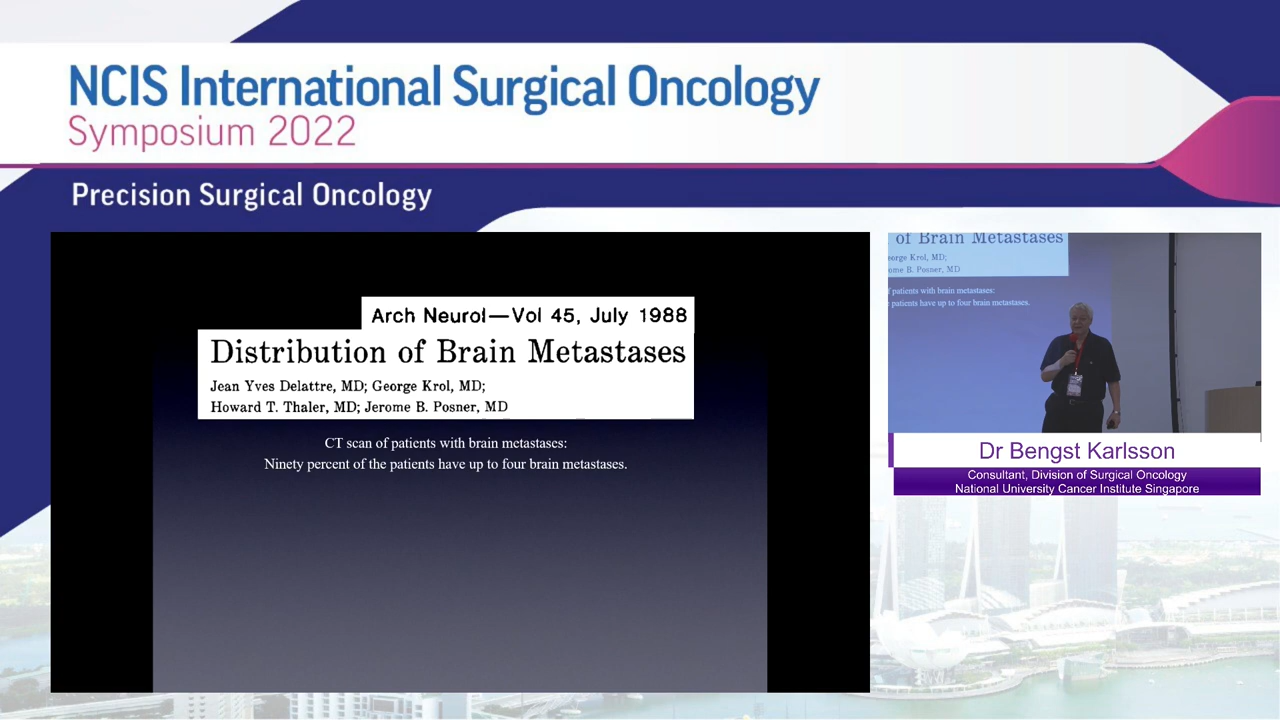 NCIS International Surgical Oncology
Symposium 2022
Precision Surgical Oncology
Arch Neurol—Vol 45, July 1988
Distribution of Brain Metastases
Jean Yves Delattre, MD; George Krol, MD;
Howard T. Thaler, MD; Jerome B. Posner, MD
CT scan of patients with brain metastases:
Ninety percent of the patients have up to four brain metastases.
of Brain Metastases
eorge Krol, MD;
ome B. Posner, MD
f patients with brain metastases:
patients have up to four brain metastases.
Dr Bengst Karlsson
Consultant, Division of Surgical Oncology
National University Cancer Institute Singapore